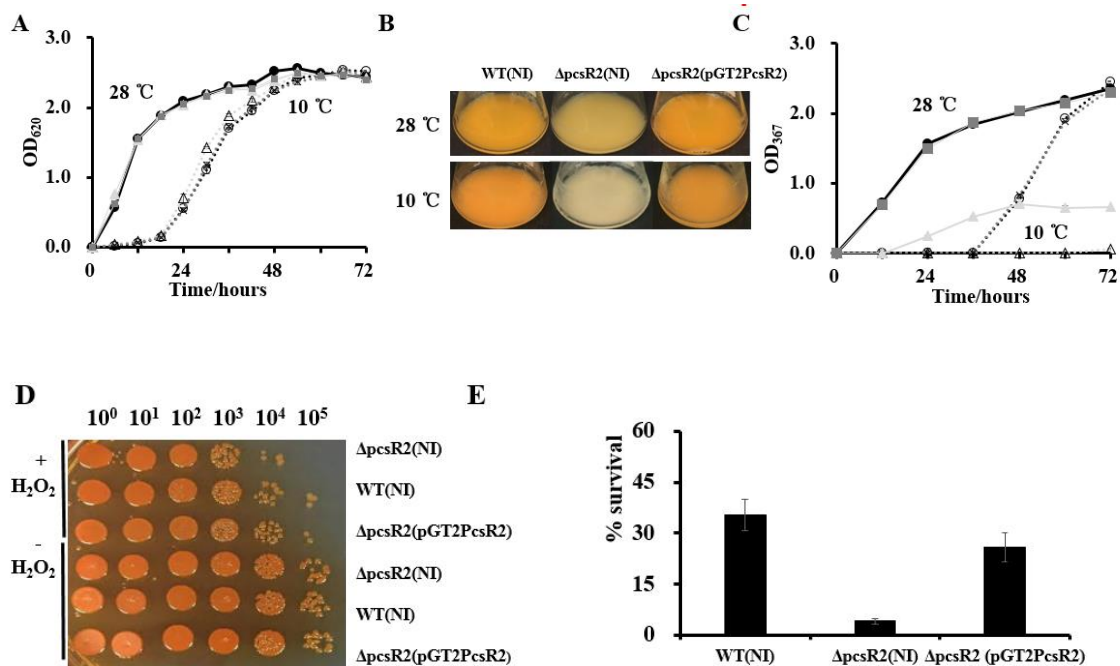 A
3.0
2.0
1.0
0.0
OD620
28 ℃
10 ℃
0
24
48
72
Time/hours
B
WT(NI)
ΔpcsR2(NI)
ΔpcsR2(pGT2PcsR2)
28 ℃
10 ℃
C
3.0
2.0
1.0
0.0
OD367
28 ℃
10 ℃
0
24
48
72
Time/hours
D
10⁰ 10¹ 10² 10³ 10⁴ 10⁵
+
H2O2
-
H2O2
ΔpcsR2(NI)
WT(NI)
ΔpcsR2(pGT2PcsR2)
ΔpcsR2(NI)
WT(NI)
ΔpcsR2(pGT2PcsR2)
E
60
45
30
15
0
% survival
WT(NI)
ΔpcsR2(NI)
ΔpcsR2 (pGT2PcsR2)